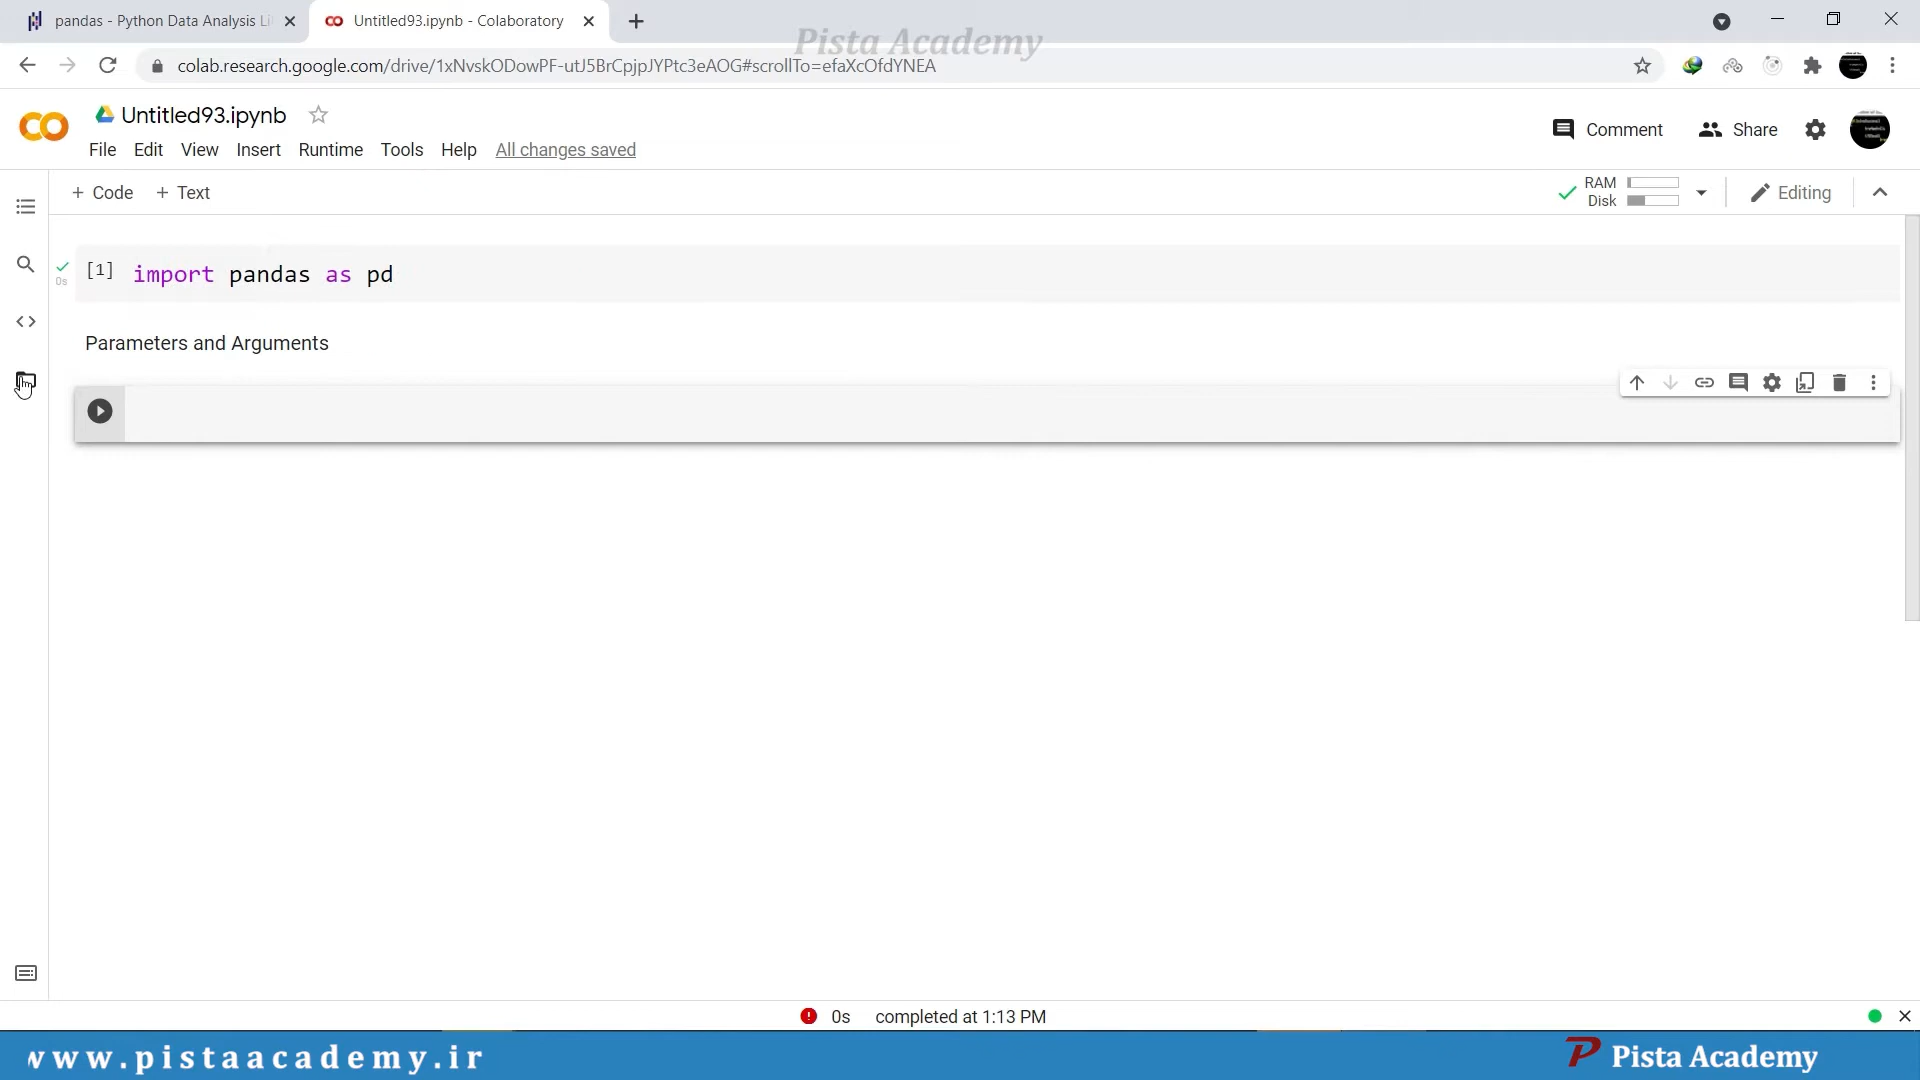 pandas - Python Data Analysis Li
Untitled93.ipynb - Colaboratory
Pista Academy
colab.research.google.com/drive/1xNvskODowPF-utJ5BrCpjpJYPtc3eAOG#scrollTo=efaXcOfdYNEA
Untitled93.ipynb
Comment
Share
File Edit View Insert Runtime Tools Help All changes saved
+ Code + Text
RAM
Disk
Editing
[1] import pandas as pd
0s
Parameters and Arguments
0s completed at 1:13 PM
www.pistaacademy.ir
Pista Academy